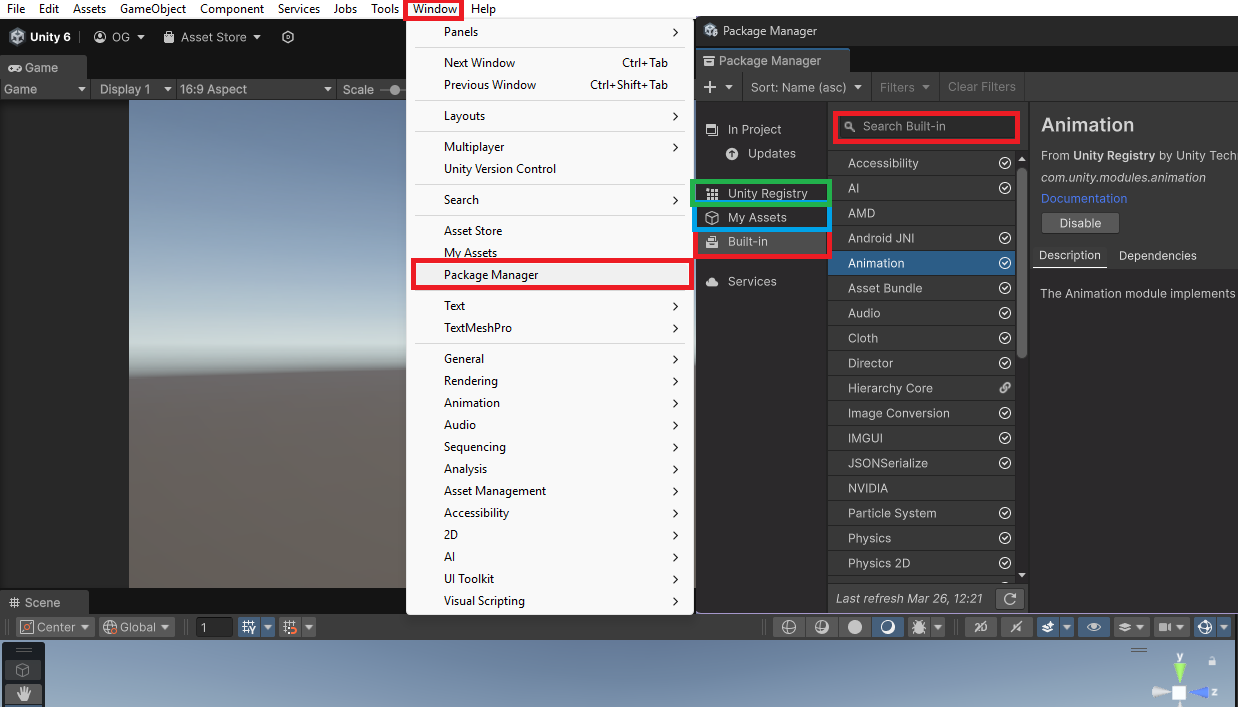 File Edit Assets GameObject Component Services Jobs Tools Window Help
Unity 6 OG Asset Store
Game
Game Display 1 16:9 Aspect Scale
Panels
Next Window Ctrl+Tab
Previous Window Ctrl+Shift+Tab
Layouts
Multiplayer
Unity Version Control
Search
Asset Store
My Assets
Package Manager
Text
TextMeshPro
General
Rendering
Animation
Audio
Sequencing
Analysis
Asset Management
Accessibility
2D
AI
UI Toolkit
Visual Scripting
Package Manager
Package Manager
Sort: Name (asc) Filters Clear Filters
In Project
Updates
Unity Registry
My Assets
Built-in
Services
Search Built-in
Accessibility
AI
AMD
Android JNI
Animation
Asset Bundle
Audio
Cloth
Director
Hierarchy Core
Image Conversion
IMGUI
JSONSerialize
NVIDIA
Particle System
Physics
Physics 2D
Last refresh Mar 26, 12:21
Animation
From Unity Registry by Unity Tech
com.unity.modules.animation
Documentation
Disable
Description Dependencies
The Animation module implements
Scene
Center Global 1 2D
y
z